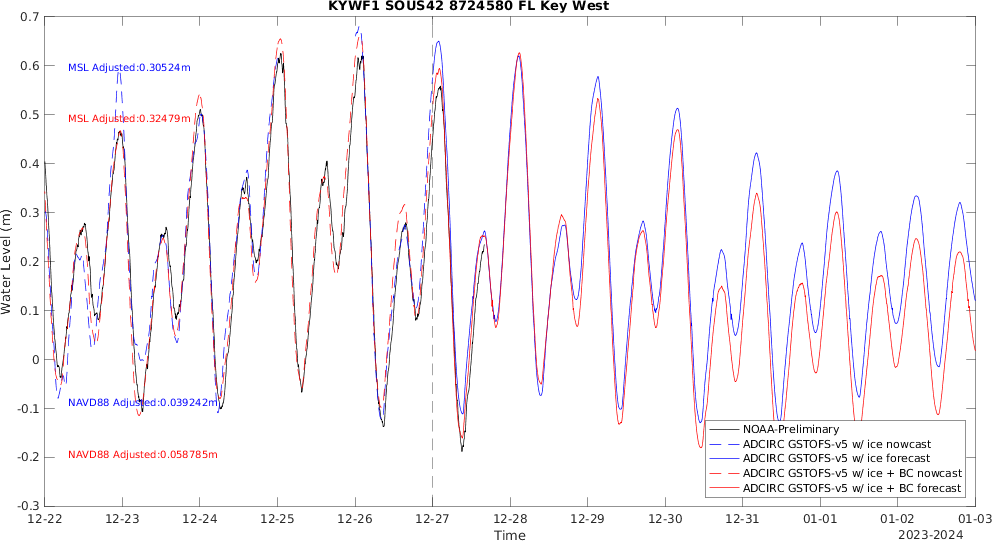 KYWF1 SOUS42 8724580 FL Key West
0.7
0.6
0.5
0.4
0.3
0.2
0.1
0
-0.1
-0.2
-0.3
Water Level (m)
MSL Adjusted:0.30524m
MSL Adjusted:0.32479m
NAVD88 Adjusted:0.039242m
NAVD88 Adjusted:0.058785m
NOAA-Preliminary
ADCIRC GSTOFS-v5 w/ ice nowcast
ADCIRC GSTOFS-v5 w/ ice forecast
ADCIRC GSTOFS-v5 w/ ice + BC nowcast
ADCIRC GSTOFS-v5 w/ ice + BC forecast
12-22 12-23 12-24 12-25 12-26 12-27 12-28 12-29 12-30 12-31 01-01 01-02 01-03
Time
2023-2024